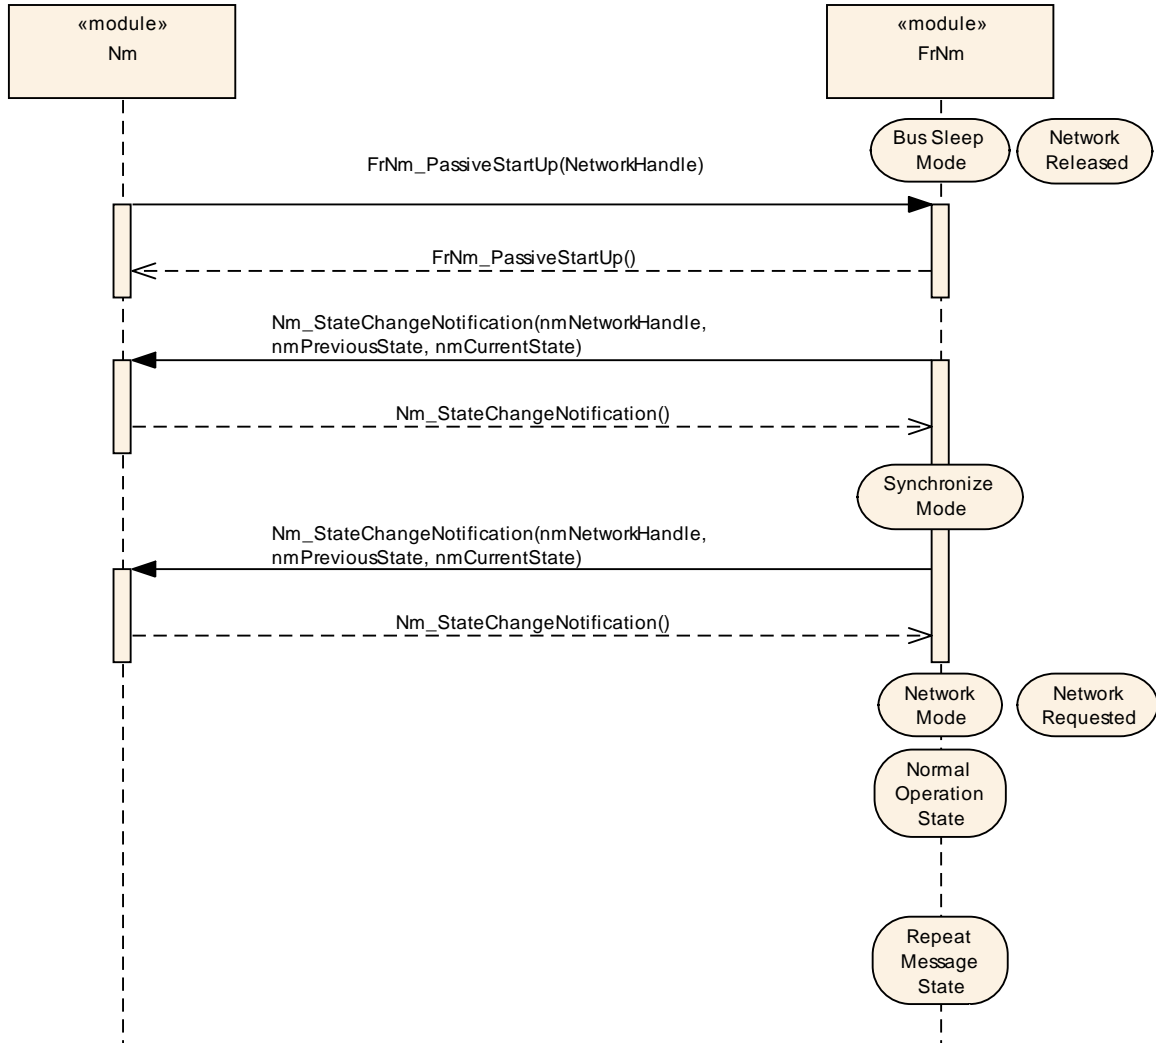 «module»
Nm
«module»
FrNm
Bus Sleep
Mode
Network
Released
FrNm_PassiveStartUp(NetworkHandle)
FrNm_PassiveStartUp()
Nm_StateChangeNotification(nmNetworkHandle,
nmPreviousState, nmCurrentState)
Nm_StateChangeNotification()
Synchronize
Mode
Nm_StateChangeNotification(nmNetworkHandle,
nmPreviousState, nmCurrentState)
Nm_StateChangeNotification()
Network
Mode
Network
Requested
Normal
Operation
State
Repeat
Message
State